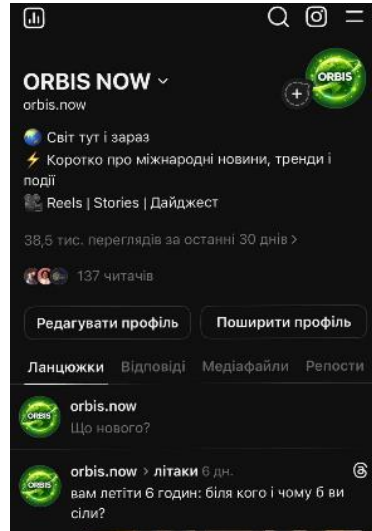 ORBIS NOW
orbis.now
ORBIS
🌏 Світ тут і зараз
⚡ Коротко про міжнародні новини, тренди і
події
🎥 Reels | Stories | Дайджест
38,5 тис. переглядів за останні 30 днів >
137 читачів
Редагувати профіль
Поширити профіль
Ланцюжки Відповіді Медіафайли Репости
ORBIS
orbis.now
Що нового?
ORBIS
orbis.now > літаки 6 дн.
вам летіти 6 годин: біля кого і чому б ви
сіли?